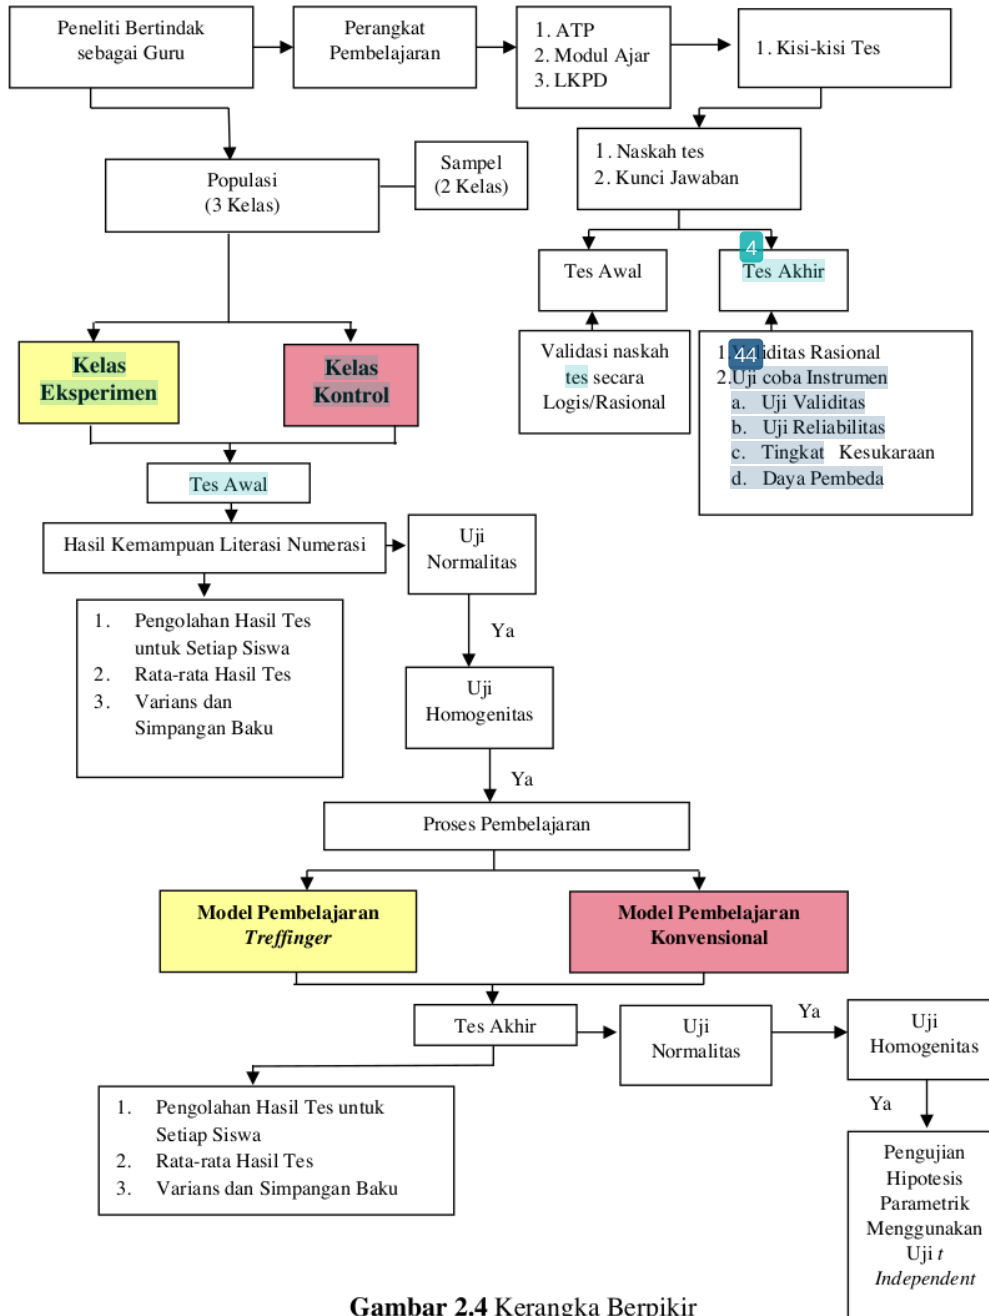 Peneliti Bertindak
sebagai Guru
Perangkat
Pembelajaran
1. ATP
2. Modul Ajar
3. LKPD
1. Kisi-kisi Tes
1. Naskah tes
2. Kunci Jawaban
Populasi
(3 Kelas)
Sampel
(2 Kelas)
Tes Awal
4
Tes Akhir
Validasi naskah
tes secara
Logis/Rasional
1. 44 liditas Rasional
2. Uji coba Instrumen
a. Uji Validitas
b. Uji Reliabilitas
c. Tingkat Kesukaraan
d. Daya Pembeda
Kelas
Eksperimen
Kelas
Kontrol
Tes Awal
Hasil Kemampuan Literasi Numerasi
Uji
Normalitas
1. Pengolahan Hasil Tes
untuk Setiap Siswa
2. Rata-rata Hasil Tes
3. Varians dan
Simpangan Baku
Ya
Uji
Homogenitas
Ya
Proses Pembelajaran
Model Pembelajaran
Treffinger
Model Pembelajaran
Konvensional
Tes Akhir
Uji
Normalitas
Ya
Uji
Homogenitas
1. Pengolahan Hasil Tes untuk
Setiap Siswa
2. Rata-rata Hasil Tes
3. Varians dan Simpangan Baku
Ya
Pengujian
Hipotesis
Parametrik
Menggunakan
Uji t
Independent
Gambar 2.4 Kerangka Berpikir